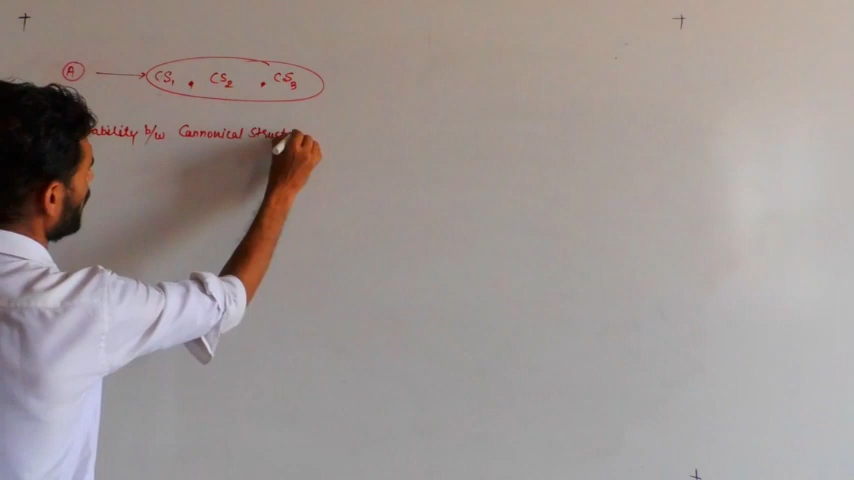 A → CS1 , CS2 , CS3
ability b/w Cannonical Struct